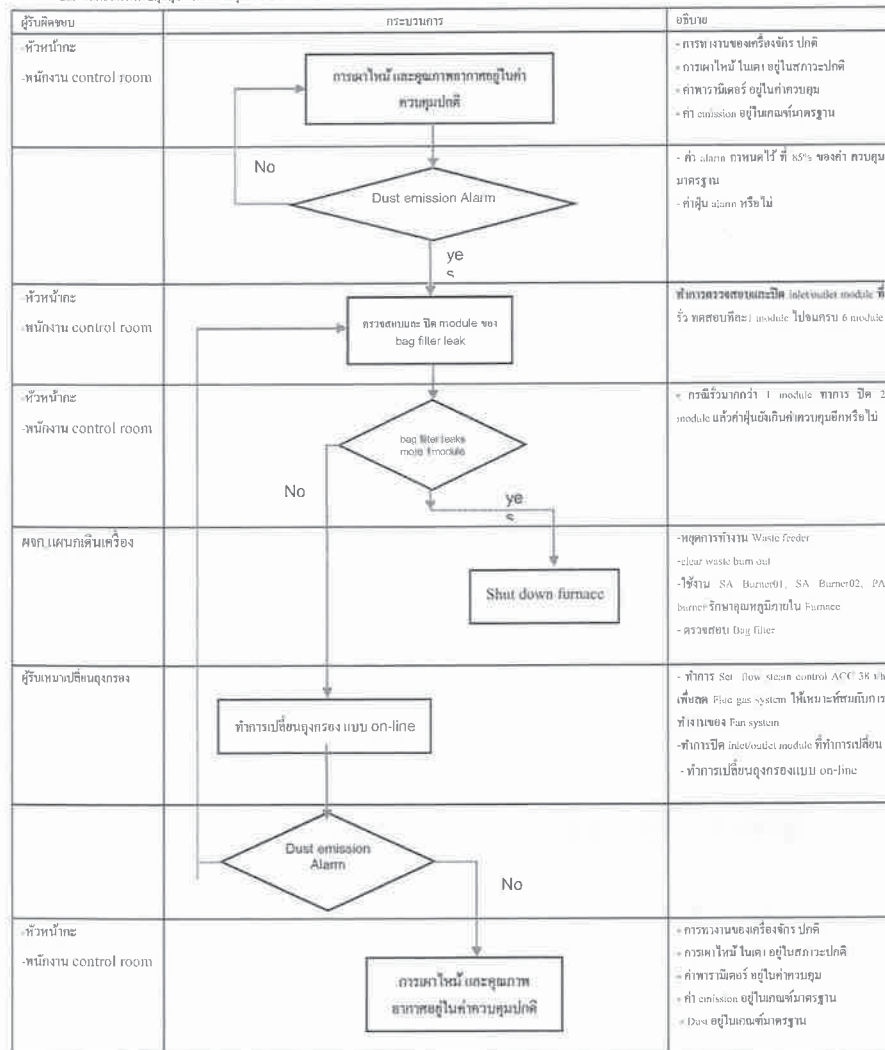 ผู้รับผิดชอบ
กระบวนการ
อธิบาย
-หัวหน้ากะ
-พนักงาน control room
การเผาไหม้ และคุณภาพอากาศอยู่ในค่า
ควบคุมปกติ
- การทำงานของเครื่องจักร ปกติ
- การเผาไหม้ ในเตา อยู่ในสภาวะปกติ
- ค่าพารามิเตอร์ อยู่ในค่าควบคุม
- ค่า emission อยู่ในเกณฑ์มาตรฐาน
No
Dust emission Alarm
- ค่า alarm กำหนดไว้ ที่ 85% ของค่า ควบคุม
มาตรฐาน
- ค่าฝุ่น alarm หรือไม่
ye
s
-หัวหน้ากะ
-พนักงาน control room
ตรวจสอบและ ปิด module ของ
bag filter leak
ทำการตรวจสอบและปิด inlet/outlet module ที่
รั่ว ทดสอบทีละ1 module ไปจนครบ 6 module
-หัวหน้ากะ
-พนักงาน control room
bag filter leaks
more 1module
- กรณีรั่วมากกว่า 1 module ทำการ ปิด 2
module แล้วค่าฝุ่นยังเกินค่าควบคุมอีกหรือไม่
No
ye
s
ผจก.แผนกเดินเครื่อง
Shut down furnace
-หยุดการทำงาน Waste feeder
-clear waste burn out
-ใช้งาน SA Burner01, SA Burner02, PA
burner รักษาอุณหภูมิภายใน Furnace
- ตรวจสอบ Bag filter
ผู้รับเหมาเปลี่ยนถุงกรอง
ทำการเปลี่ยนถุงกรอง แบบ on-line
- ทำการ Set flow steam control ACC 38 t/h
เพื่อลด Flue gas system ให้เหมาะสมกับการ
ทำงานของ Fan system
-ทำการปิด inlet/outlet module ที่ทำการเปลี่ยน
- ทำการเปลี่ยนถุงกรองแบบ on-line
Dust emission
Alarm
No
-หัวหน้ากะ
-พนักงาน control room
การเผาไหม้ และคุณภาพ
อากาศอยู่ในค่าควบคุมปกติ
- การทำงานของเครื่องจักร ปกติ
- การเผาไหม้ ในเตา อยู่ในสภาวะปกติ
- ค่าพารามิเตอร์ อยู่ในค่าควบคุม
- ค่า emission อยู่ในเกณฑ์มาตรฐาน
- Dust อยู่ในเกณฑ์มาตรฐาน